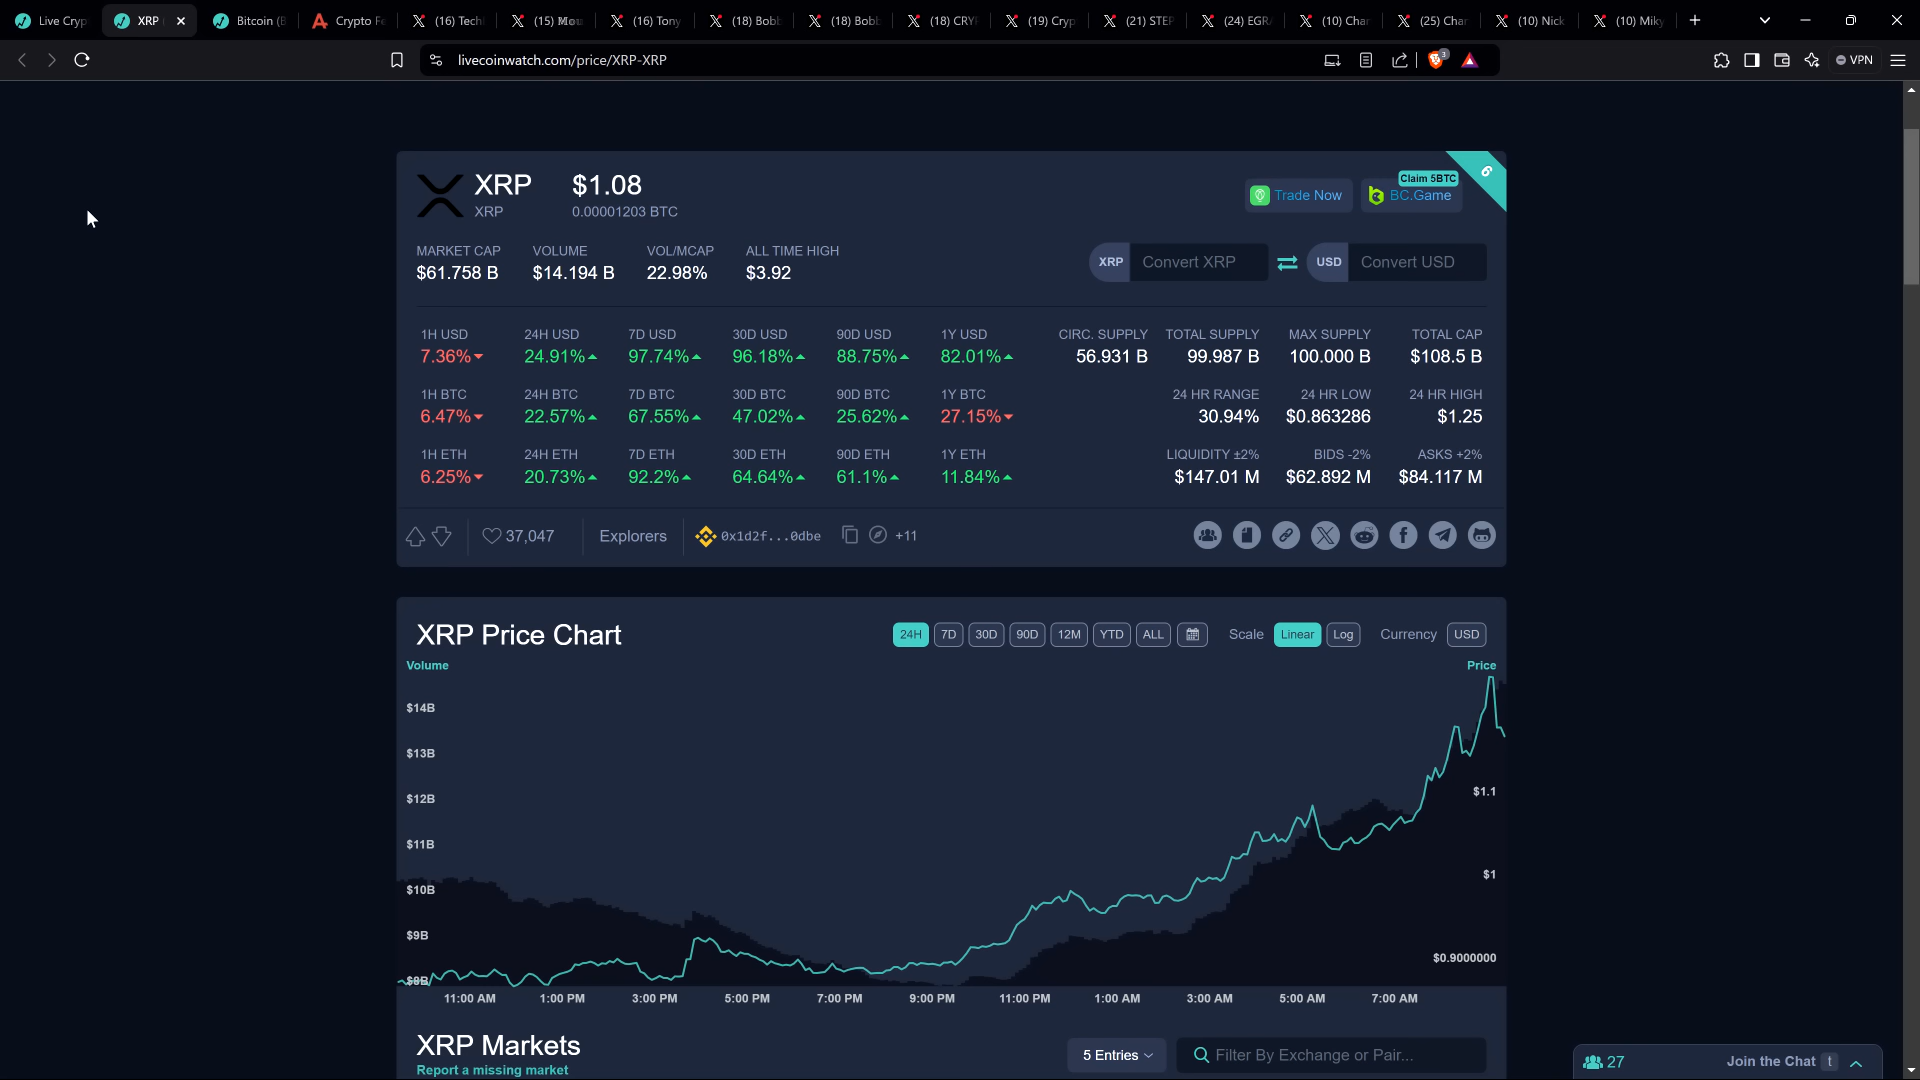 Live Cryp
XRP
Bitcoin (B
Crypto Fe
(16) Tech
(15) Mou
(16) Tony
(18) Bobb
(18) Bobb
(18) CRY
(19) Cryp
(21) STEP
(24) EGRA
(10) Char
(25) Char
(10) Nick
(10) Miky
livecoinwatch.com/price/XRP-XRP
3
VPN
XRP $1.08
XRP 0.00001203 BTC
Trade Now
Claim 5BTC
BC.Game
6
MARKET CAP VOLUME VOL/MCAP ALL TIME HIGH
$61.758 B $14.194 B 22.98% $3.92
XRP Convert XRP USD Convert USD
1H USD 24H USD 7D USD 30D USD 90D USD 1Y USD CIRC. SUPPLY TOTAL SUPPLY MAX SUPPLY TOTAL CAP
7.36% 24.91% 97.74% 96.18% 88.75% 82.01% 56.931 B 99.987 B 100.000 B $108.5 B
1H BTC 24H BTC 7D BTC 30D BTC 90D BTC 1Y BTC 24 HR RANGE 24 HR LOW 24 HR HIGH
6.47% 22.57% 67.55% 47.02% 25.62% 27.15% 30.94% $0.863286 $1.25
1H ETH 24H ETH 7D ETH 30D ETH 90D ETH 1Y ETH LIQUIDITY ±2% BIDS -2% ASKS +2%
6.25% 20.73% 92.2% 64.64% 61.1% 11.84% $147.01 M $62.892 M $84.117 M
37,047 Explorers 0x1d2f...0dbe +11
XRP Price Chart 24H 7D 30D 90D 12M YTD ALL Scale Linear Log Currency USD
Volume Price
$14B
$13B
$1.1
$12B
$11B
$1
$10B
$9B
$0.9000000
$8B
11:00 AM 1:00 PM 3:00 PM 5:00 PM 7:00 PM 9:00 PM 11:00 PM 1:00 AM 3:00 AM 5:00 AM 7:00 AM
XRP Markets 5 Entries Filter By Exchange or Pair...
Report a missing market
27 Join the Chat t